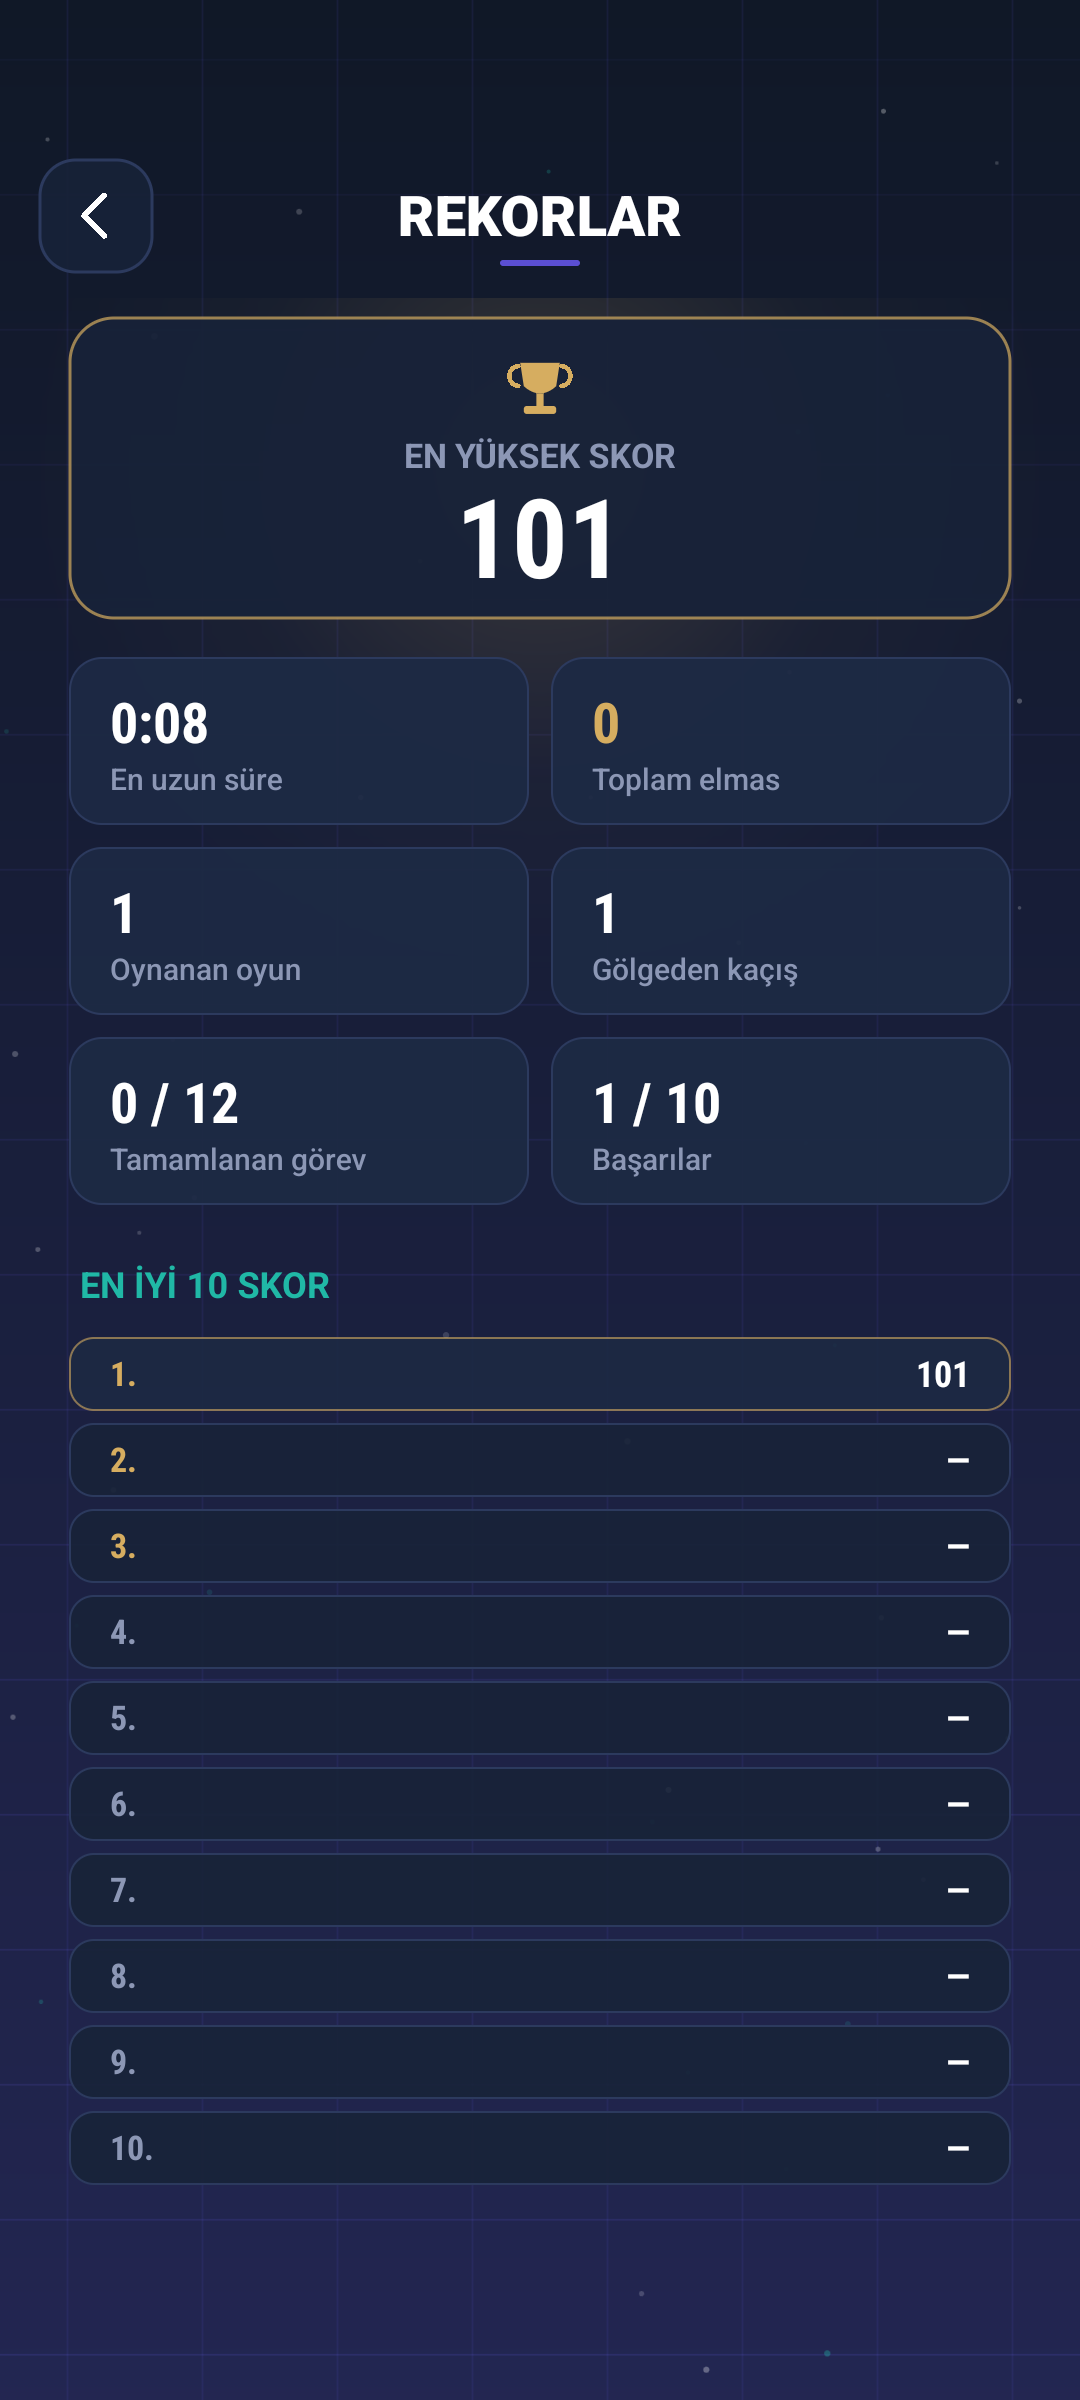 REKORLAR
EN YÜKSEK SKOR
101
0:08
En uzun süre
0
Toplam elmas
1
Oynanan oyun
1
Gölgeden kaçış
0 / 12
Tamamlanan görev
1 / 10
Başarılar
EN İYİ 10 SKOR
1. 101
2. –
3. –
4. –
5. –
6. –
7. –
8. –
9. –
10. –